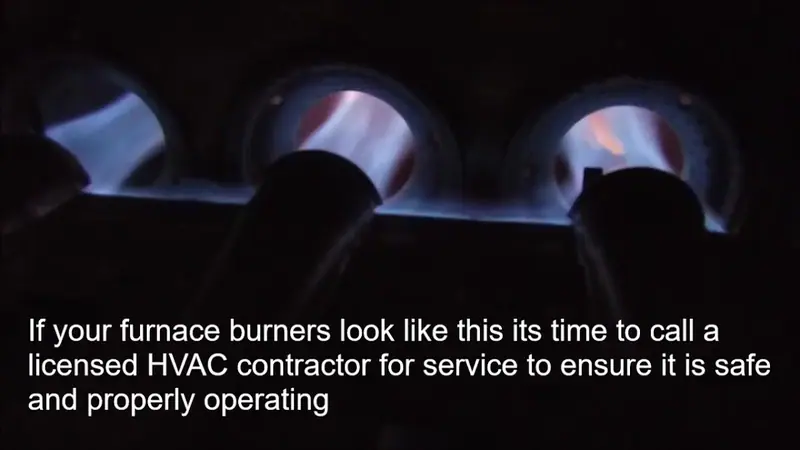 If your furnace burners look like this its time to call a
licensed HVAC contractor for service to ensure it is safe
and properly operating